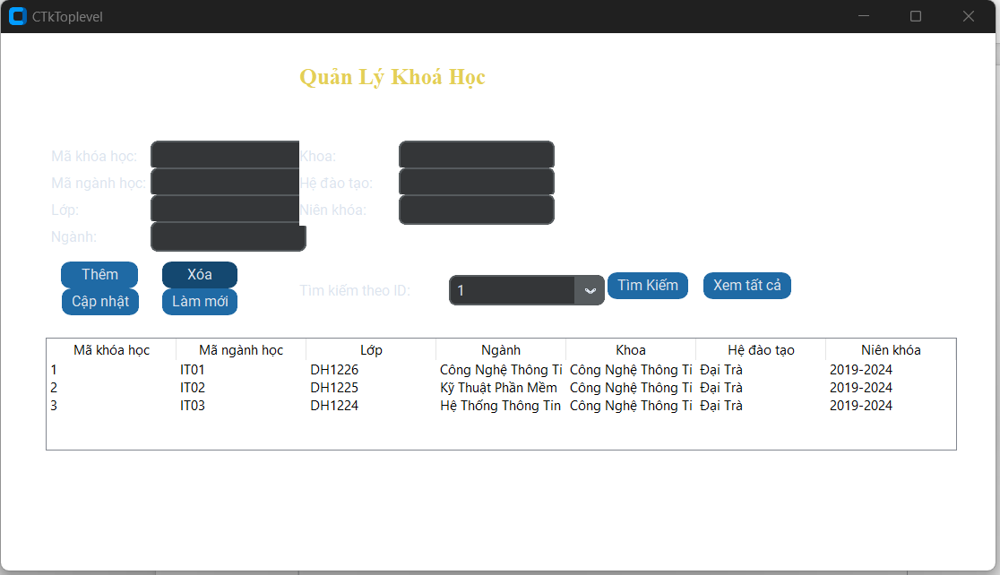 CTkToplevel
Quản Lý Khoá Học
Mã khóa học: Khoa:
Mã ngành học: Hệ đào tạo:
Lớp: Niên khóa:
Ngành:
Thêm Xóa
Tìm kiếm theo ID: 1 Tìm Kiếm Xem tất cả
Cập nhật Làm mới
Mã khóa học Mã ngành học Lớp Ngành Khoa Hệ đào tạo Niên khóa
1 IT01 DH1226 Công Nghệ Thông Ti Công Nghệ Thông Ti Đại Trà 2019-2024
2 IT02 DH1225 Kỹ Thuật Phần Mềm Công Nghệ Thông Ti Đại Trà 2019-2024
3 IT03 DH1224 Hệ Thống Thông Tin Công Nghệ Thông Ti Đại Trà 2019-2024